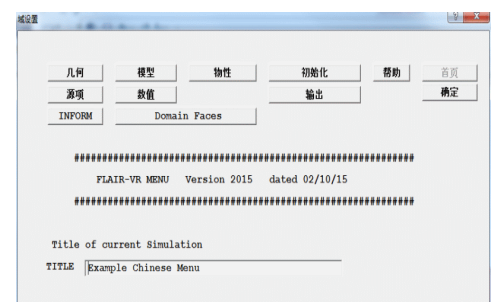 域设置
几何 模型 物性 初始化 帮助 首页
源项 数值 输出 确定
INFORM Domain Faces
############################################################
FLAIR-VR MENU Version 2015 dated 02/10/15
############################################################
Title of current Simulation
TITLE Example Chinese Menu